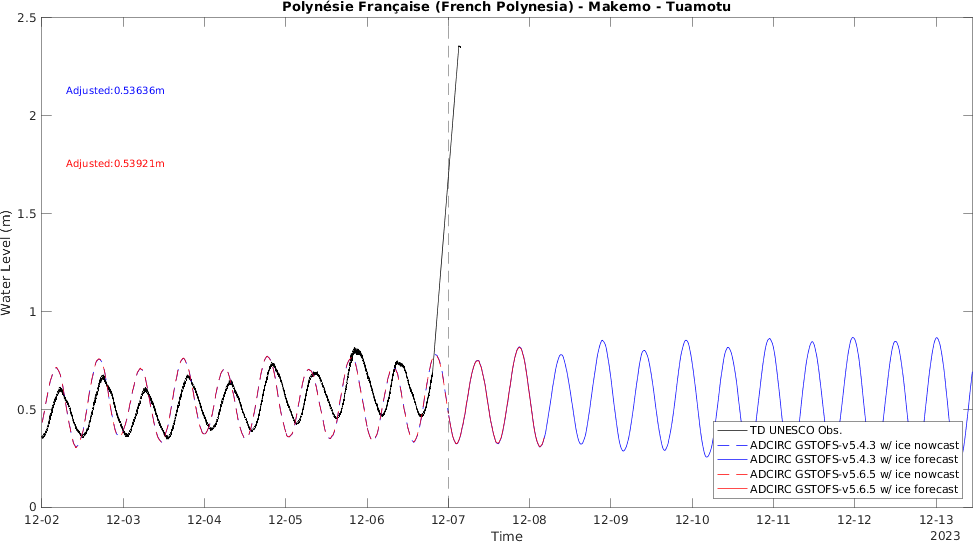 Polynésie Française (French Polynesia) - Makemo - Tuamotu
2.5
2
1.5
1
0.5
0
Water Level (m)
Adjusted:0.53636m
Adjusted:0.53921m
TD UNESCO Obs.
ADCIRC GSTOFS-v5.4.3 w/ ice nowcast
ADCIRC GSTOFS-v5.4.3 w/ ice forecast
ADCIRC GSTOFS-v5.6.5 w/ ice nowcast
ADCIRC GSTOFS-v5.6.5 w/ ice forecast
12-02 12-03 12-04 12-05 12-06 12-07 12-08 12-09 12-10 12-11 12-12 12-13
Time
2023